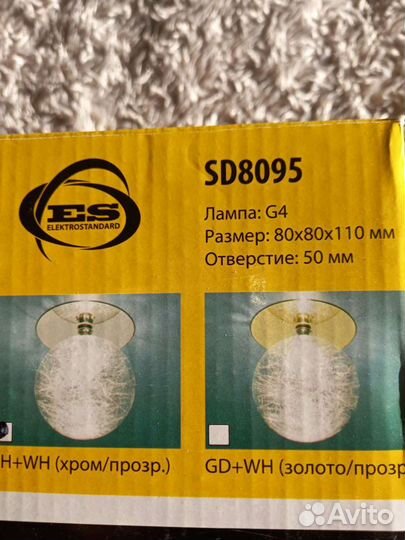 ES
ELEKTROSTANDARD
SD8095
Лампа: G4
Размер: 80x80x110 мм
Отверстие: 50 мм
H+WH (хром/прозр.)
GD+WH (золото/прозр
Avito